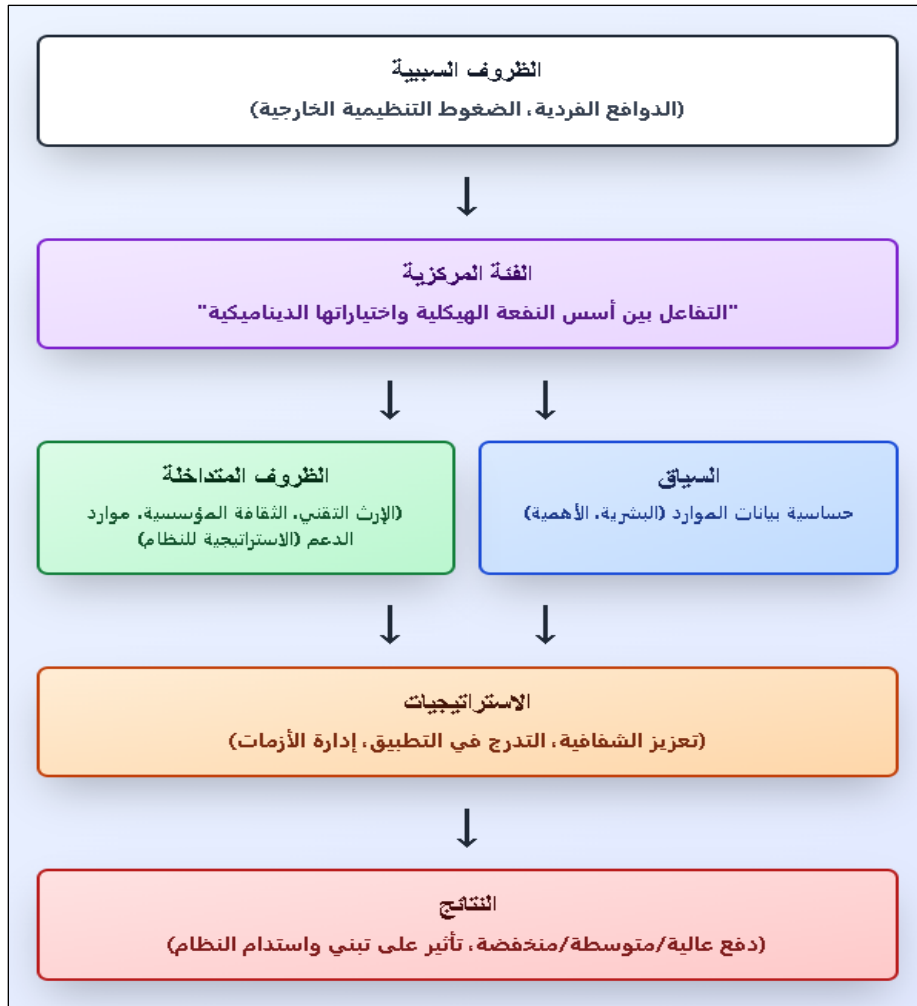 الظروف السببية
(الدوافع الفردية، الضغوط التنظيمية الخارجية)
الفئة المركزية
"التفاعل بين أسس النفعة الهيكلية واختياراتها الديناميكية"
السياق
حساسية بيانات الموارد (البشرية، الأهمية)
الظروف المتداخلة
(الإرث التقني، الثقافة المؤسسية، موارد
الدعم (الاستراتيجية للنظام)
الاستراتيجيات
(تعزيز الشفافية، التدرج في التطبيق، إدارة الأزمات)
النتائج
(دفع عالية/متوسطة/منخفضة، تأثير على تبني واستدام النظام)